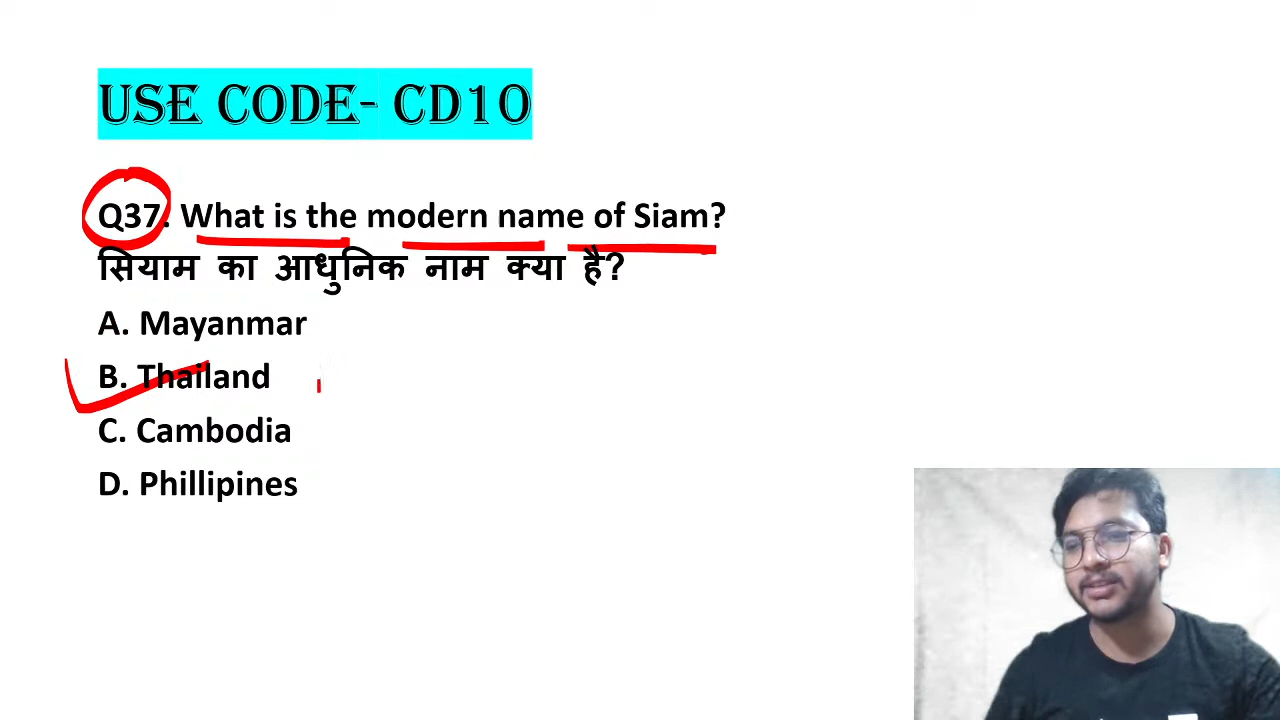 USE CODE- CD10
Q37. What is the modern name of Siam?
सियाम का आधुनिक नाम क्या है?
A. Mayanmar
B. Thailand
C. Cambodia
D. Phillipines